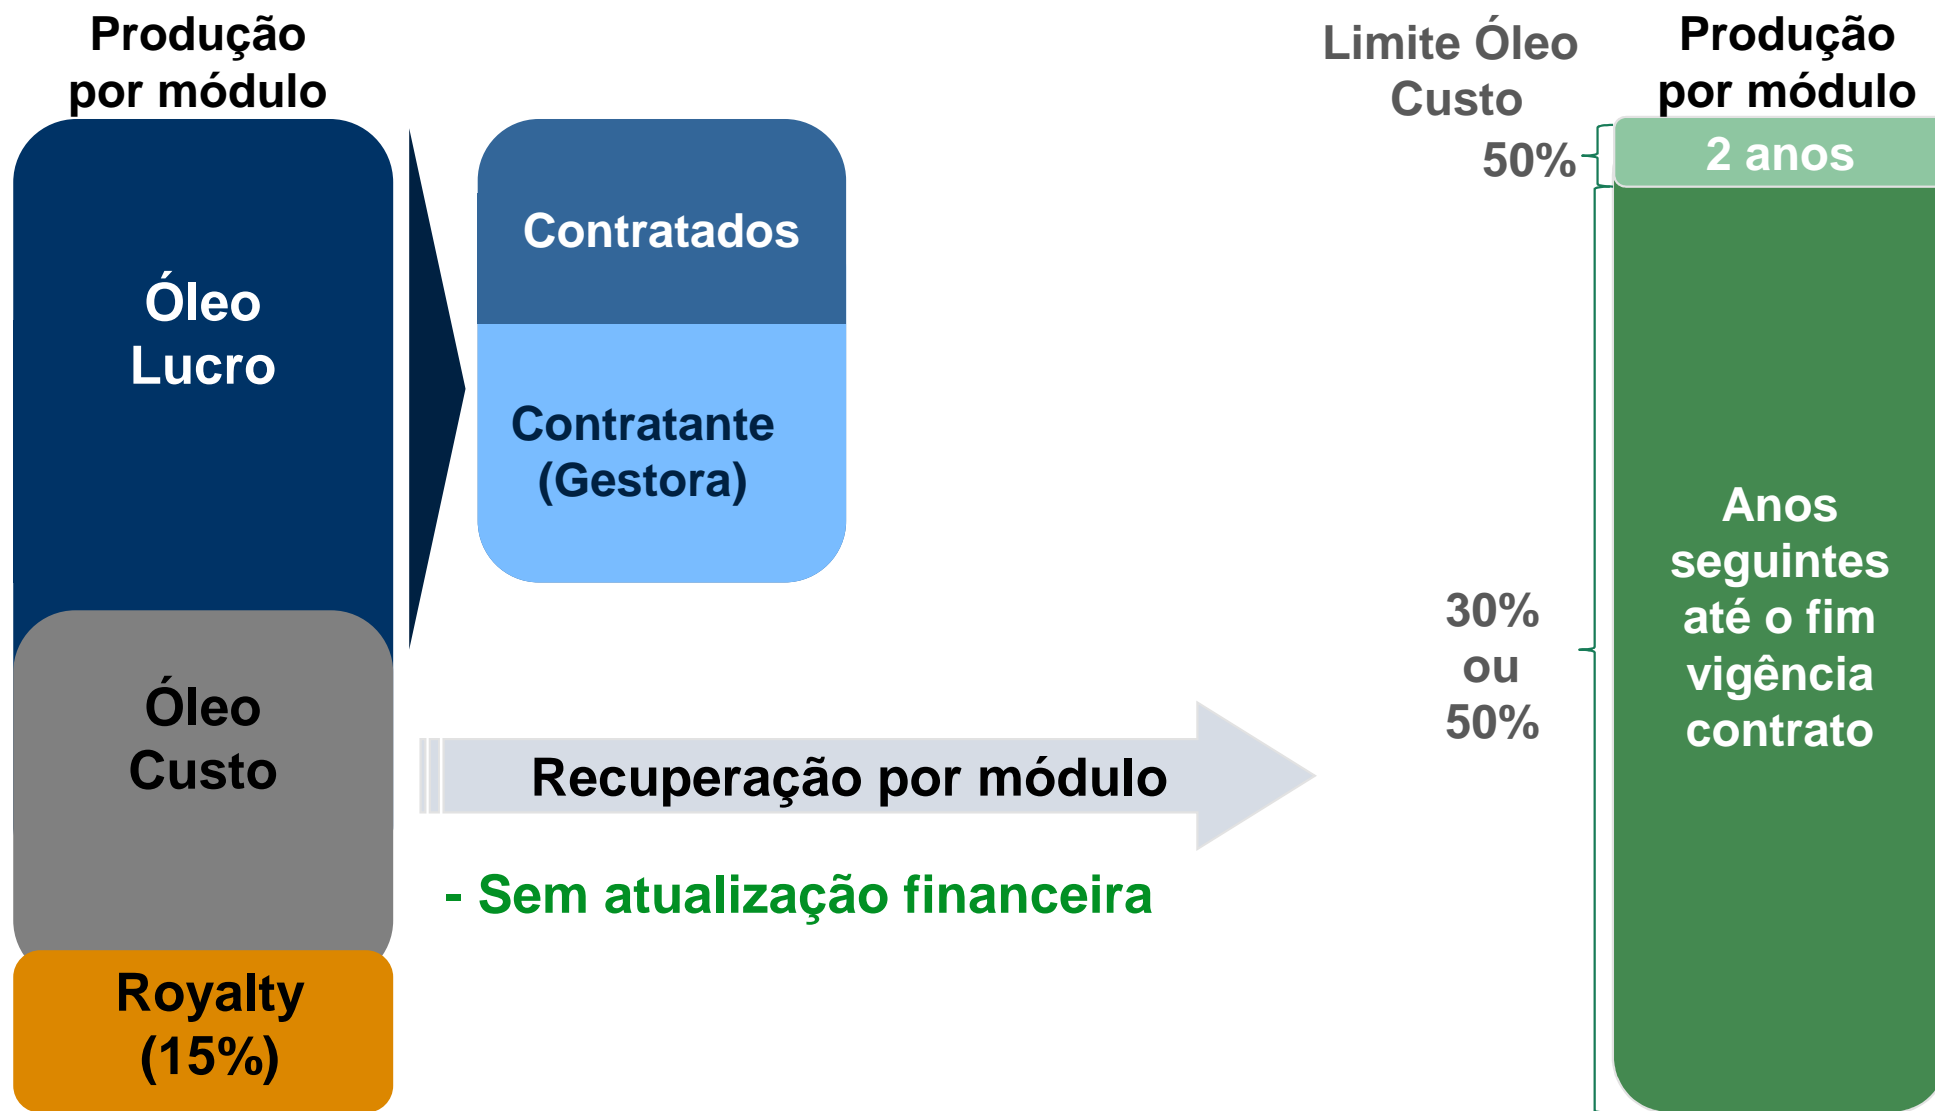 Produção
por módulo
Óleo
Lucro
Óleo
Custo
Royalty
(15%)
Contratados
Contratante
(Gestora)
Recuperação por módulo
- Sem atualização financeira
Limite Óleo
Custo
50%
30%
ou
50%
Produção
por módulo
2 anos
Anos
seguintes
até o fim
vigência
contrato